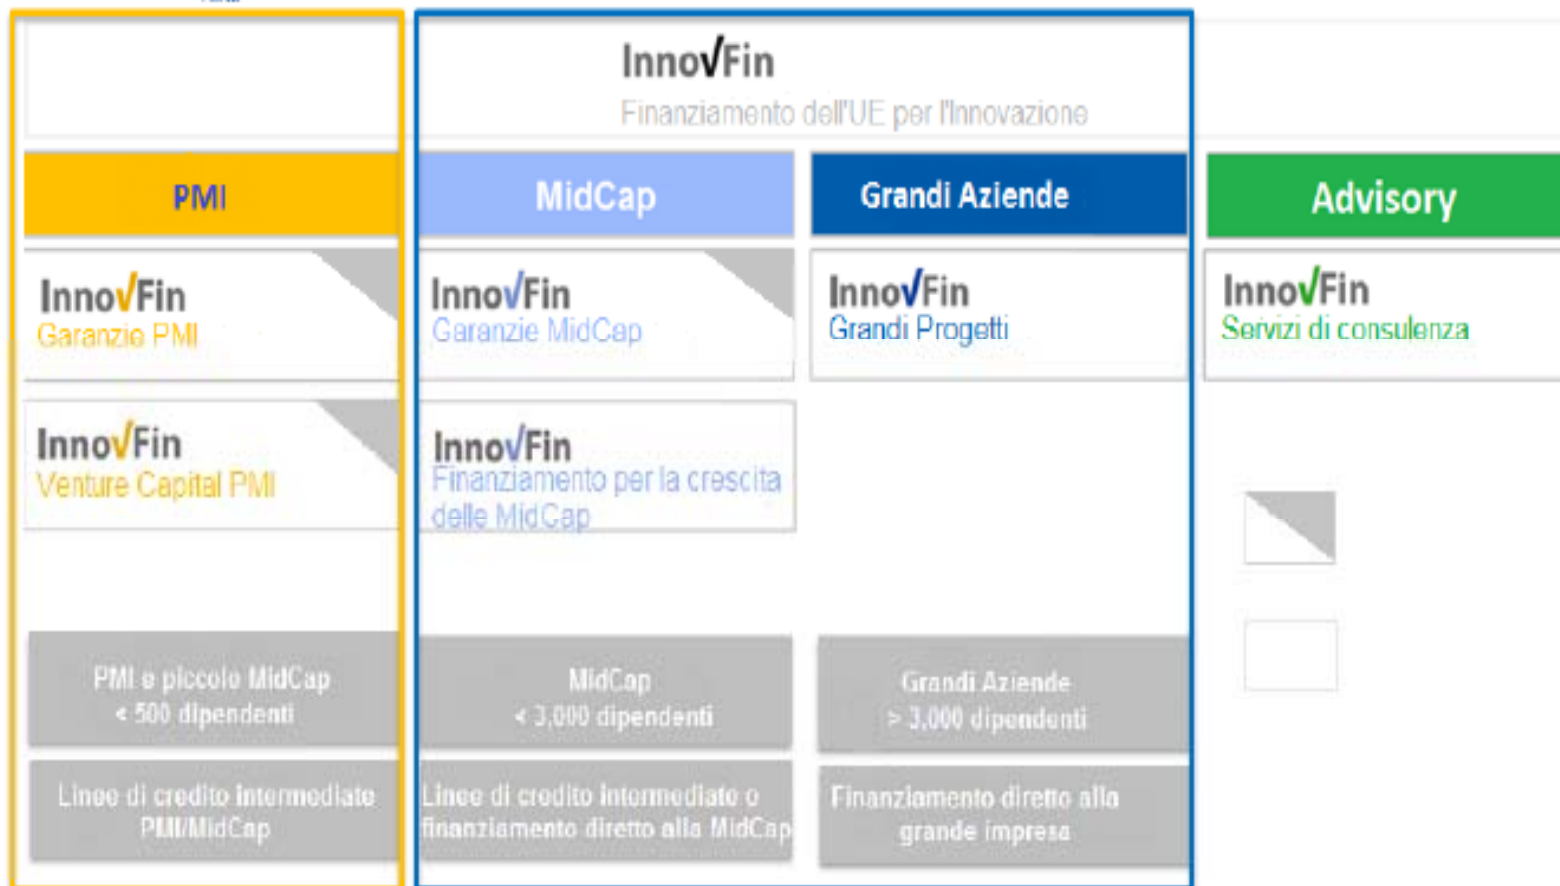 InnovFin
Finanziamento dell'UE per l'Innovazione
PMI
MidCap
Grandi Aziende
Advisory
InnovFin
Garanzie PMI
InnovFin
Garanzie MidCap
InnovFin
Grandi Progetti
InnovFin
Servizi di consulenza
InnovFin
Venture Capital PMI
InnovFin
Finanziamento per la crescita
delle MidCap
PMI e piccole MidCap
< 500 dipendenti
MidCap
< 3,000 dipendenti
Grandi Aziende
> 3,000 dipendenti
Linee di credito intermediate
PMI/MidCap
Linee di credito intermediate o
finanziamento diretto alla MidCap
Finanziamento diretto alla
grande impresa